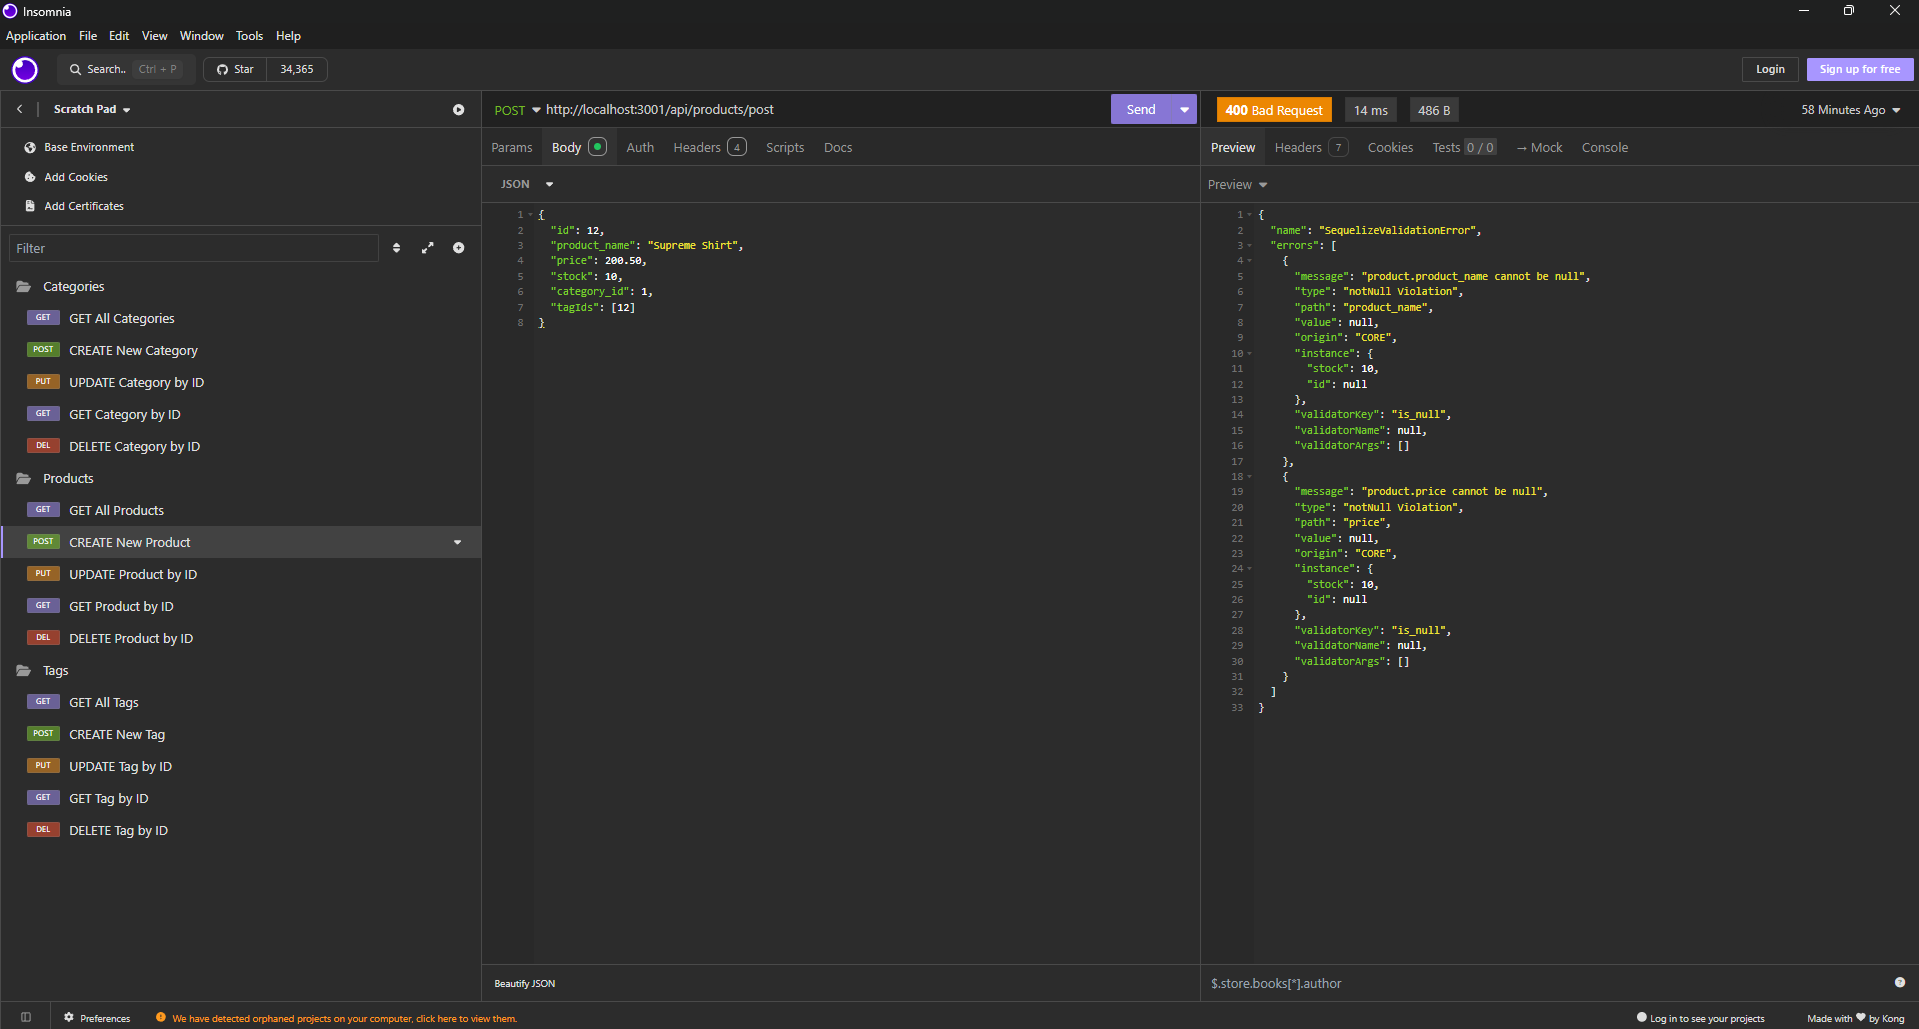 Insomnia
Application File Edit View Window Tools Help
Search.. Ctrl + P Star 34,365 Login Sign up for free
Scratch Pad
Base Environment
Add Cookies
Add Certificates
Filter
Categories
GET GET All Categories
POST CREATE New Category
PUT UPDATE Category by ID
GET GET Category by ID
DEL DELETE Category by ID
Products
GET GET All Products
POST CREATE New Product
PUT UPDATE Product by ID
GET GET Product by ID
DEL DELETE Product by ID
Tags
GET GET All Tags
POST CREATE New Tag
PUT UPDATE Tag by ID
GET GET Tag by ID
DEL DELETE Tag by ID
POST http://localhost:3001/api/products/post Send
Params Body Auth Headers 4 Scripts Docs
JSON
1 {
2 "id": 12,
3 "product_name": "Supreme Shirt",
4 "price": 200.50,
5 "stock": 10,
6 "category_id": 1,
7 "tagIds": [12]
8 }
Beautify JSON
400 Bad Request 14 ms 486 B 58 Minutes Ago
Preview Headers 7 Cookies Tests 0 / 0 → Mock Console
Preview
1 {
2 "name": "SequelizeValidationError",
3 "errors": [
4 {
5 "message": "product.product_name cannot be null",
6 "type": "notNull Violation",
7 "path": "product_name",
8 "value": null,
9 "origin": "CORE",
10 "instance": {
11 "stock": 10,
12 "id": null
13 },
14 "validatorKey": "is_null",
15 "validatorName": null,
16 "validatorArgs": []
17 },
18 {
19 "message": "product.price cannot be null",
20 "type": "notNull Violation",
21 "path": "price",
22 "value": null,
23 "origin": "CORE",
24 "instance": {
25 "stock": 10,
26 "id": null
27 },
28 "validatorKey": "is_null",
29 "validatorName": null,
30 "validatorArgs": []
31 }
32 ]
33 }
$.store.books[*].author
Preferences We have detected orphaned projects on your computer, click here to view them. Log in to see your projects Made with ♥ by Kong